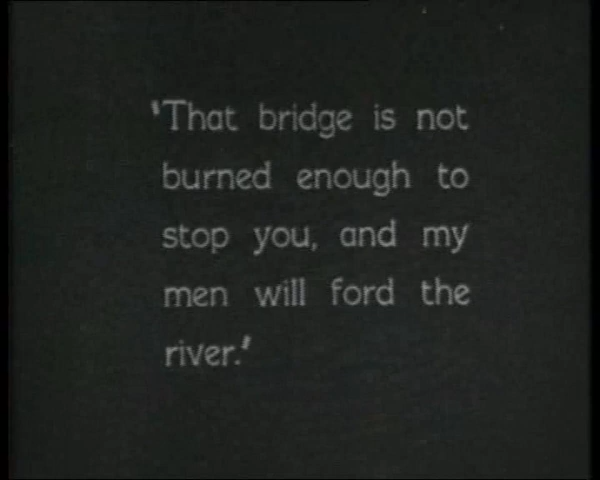 'That bridge is not
burned enough to
stop you, and my
men will ford the
river.'